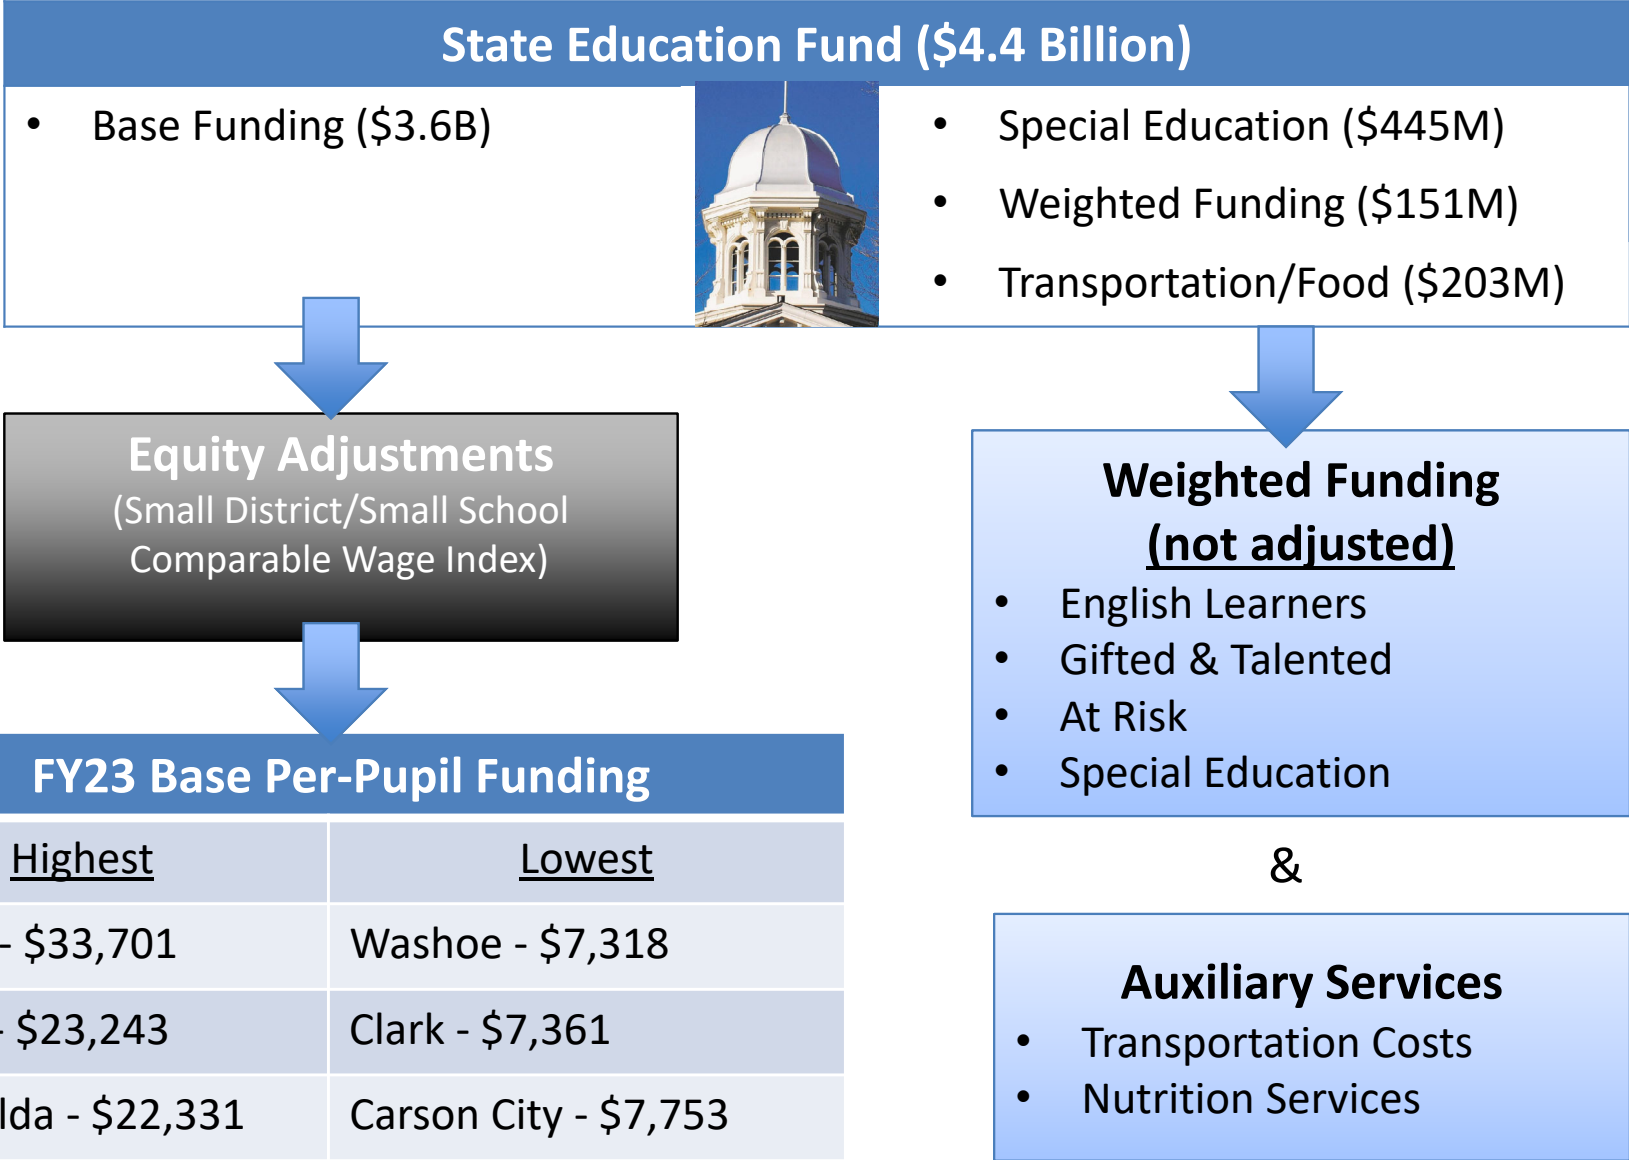 State Education Fund ($4.4 Billion)
• Base Funding ($3.6B)
• Special Education ($445M)
• Weighted Funding ($151M)
• Transportation/Food ($203M)
Equity Adjustments
(Small District/Small School
Comparable Wage Index)
Weighted Funding
(not adjusted)
• English Learners
• Gifted & Talented
• At Risk
• Special Education
&
Auxiliary Services
• Transportation Costs
• Nutrition Services
FY23 Base Per-Pupil Funding
Highest
Lowest
- $33,701
Washoe - $7,318
- $23,243
Clark - $7,361
lda - $22,331
Carson City - $7,753